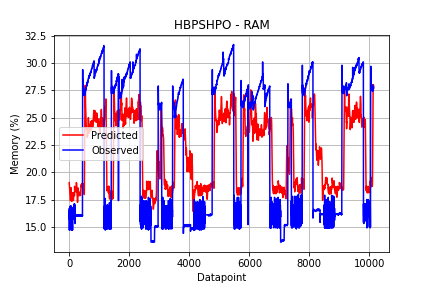 HBPSHPO - RAM
32.5
30.0
27.5
25.0
22.5
20.0
17.5
15.0
Memory (%)
Predicted
Observed
0
2000
4000
6000
8000
10000
Datapoint